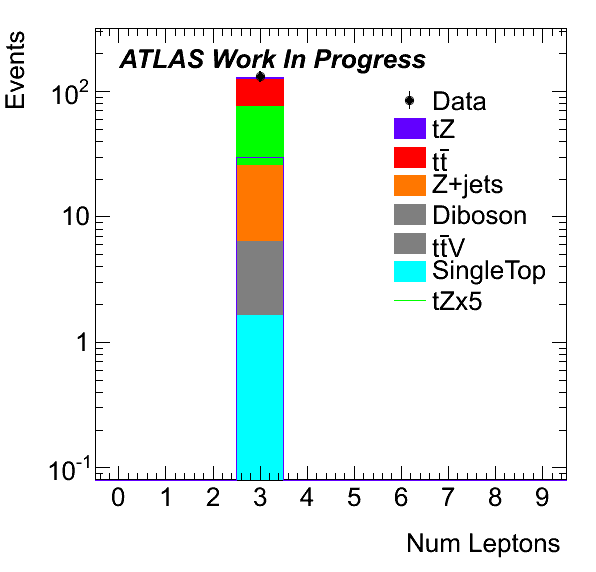 Events
ATLAS Work In Progress
10²
10
1
10⁻¹
Data
tZ
tt̄
Z+jets
Diboson
tt̄V
SingleTop
tZx5
0 1 2 3 4 5 6 7 8 9
Num Leptons